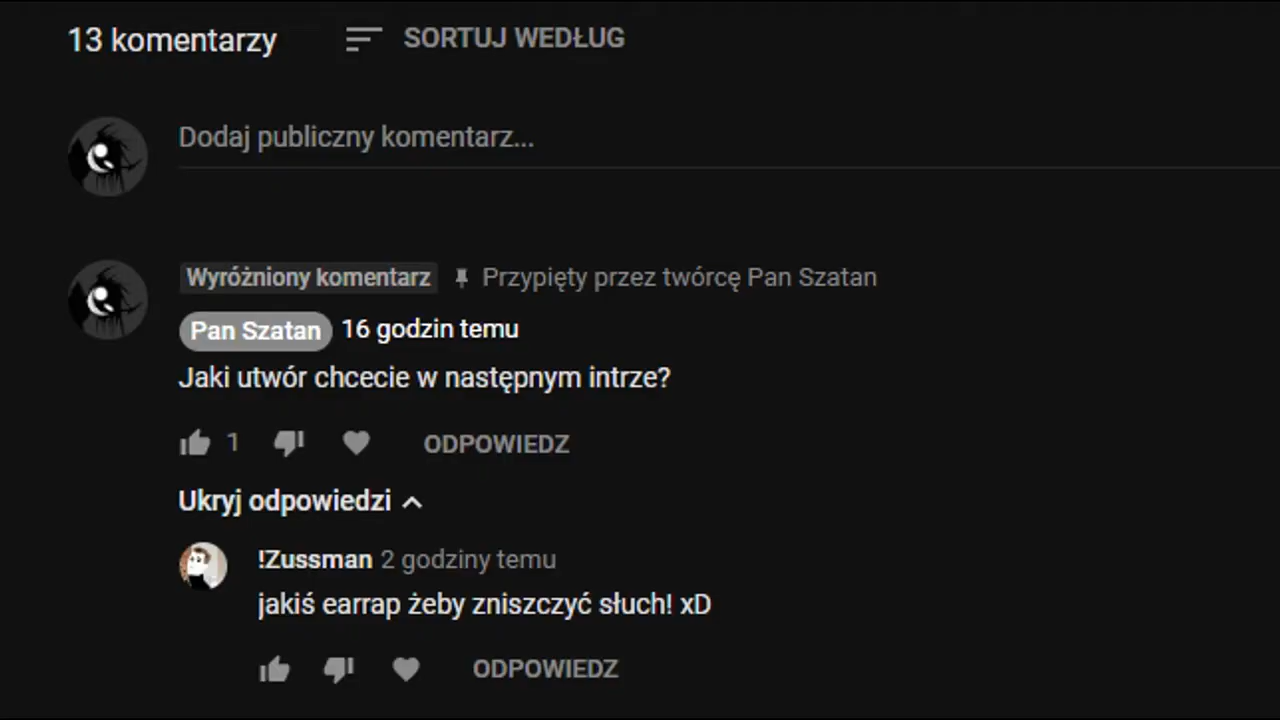 13 komentarzy SORTUJ WEDŁUG
Dodaj publiczny komentarz...
Wyróżniony komentarz Przypięty przez twórcę Pan Szatan
Pan Szatan 16 godzin temu
Jaki utwór chcecie w następnym intrze?
1 ODPOWIEDZ
Ukryj odpowiedzi
!Zussman 2 godziny temu
jakiś earrap żeby zniszczyć słuch! xD
ODPOWIEDZ